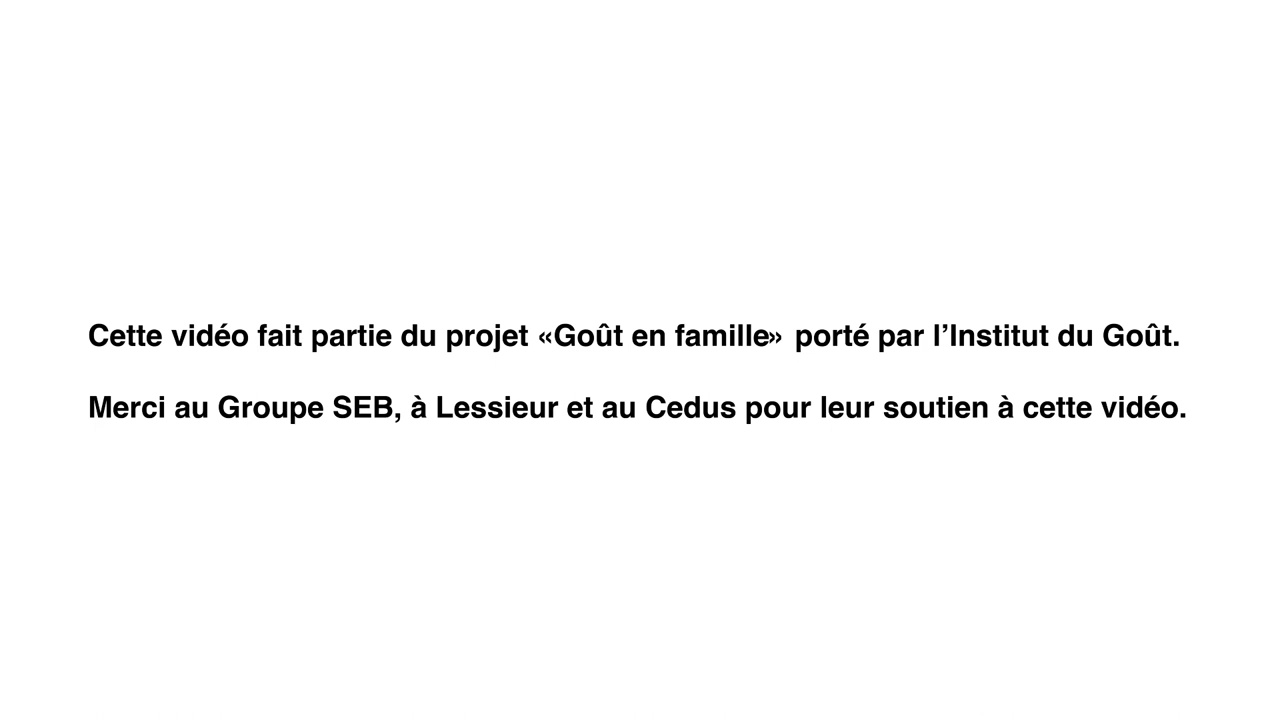 Cette vidéo fait partie du projet «Goût en famille» porté par l’Institut du Goût.
Merci au Groupe SEB, à Lessieur et au Cedus pour leur soutien à cette vidéo.